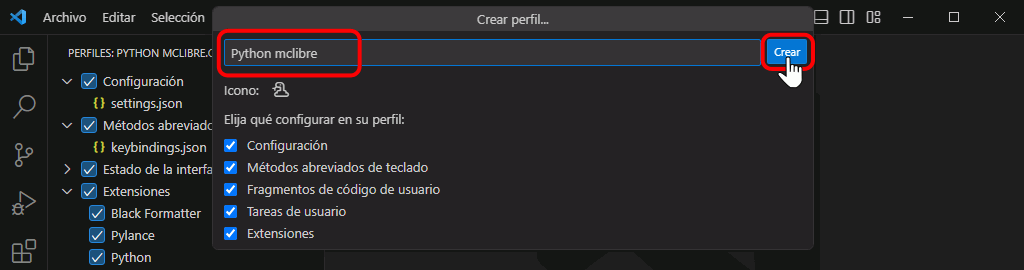 Archivo Editar Selección
Crear perfil...
PERFILES: PYTHON MCLIBRE.
Python mclibre
Crear
Icono:
Elija qué configurar en su perfil:
Configuración
Métodos abreviados de teclado
Fragmentos de código de usuario
Tareas de usuario
Extensiones
Configuración
{} settings.json
Métodos abreviado
{} keybindings.json
Estado de la interfa
Extensiones
Black Formatter
Pylance
Python